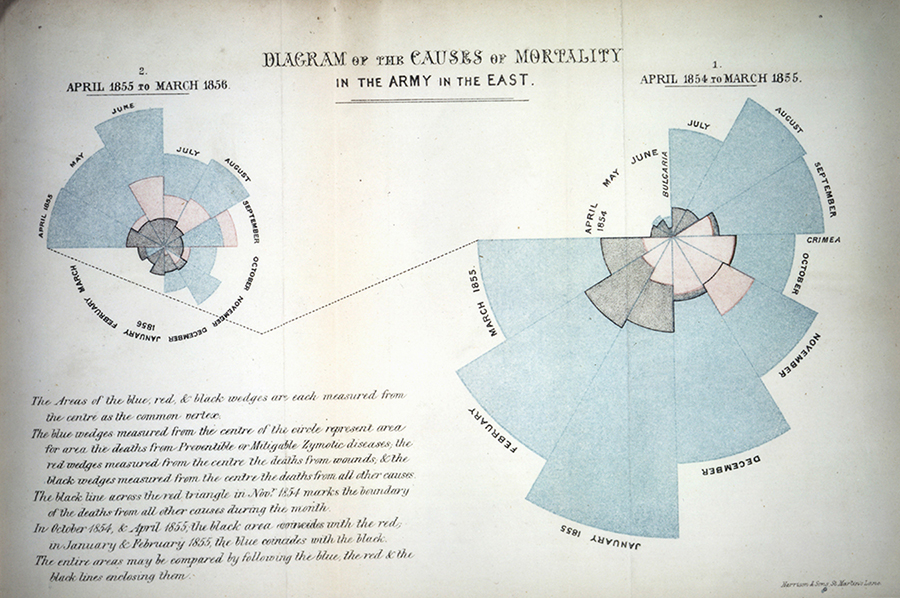 DIAGRAM OF THE CAUSES OF MORTALITY
IN THE ARMY IN THE EAST.
2.
APRIL 1855 TO MARCH 1856.
1.
APRIL 1854 TO MARCH 1855.
APRIL 1855
MAY
JUNE
JULY
AUGUST
SEPTEMBER
OCTOBER
NOVEMBER
DECEMBER
JANUARY
1856
FEBRUARY
MARCH
APRIL
1854
MAY
JUNE
BULGARIA
JULY
AUGUST
SEPTEMBER
CRIMEA
OCTOBER
NOVEMBER
DECEMBER
JANUARY
1855
FEBRUARY
MARCH 1855.
The Areas of the blue, red, & black wedges are each measured from
the centre as the common vertex.
The blue wedges measured from the centre of the circle represent area
for area the deaths from Preventible or Mitigable Zymotic diseases, the
red wedges measured from the centre the deaths from wounds, & the
black wedges measured from the centre the deaths from all other causes.
The black line across the red triangle in Novr. 1854 marks the boundary
of the deaths from all other causes during the month.
In October 1854, & April 1855, the black area coincides with the red,
in January & February 1855, the blue coincides with the black.
The entire areas may be compared by following the blue, the red & the
black lines enclosing them.
Harrison & Sons, St. Martins Lane.